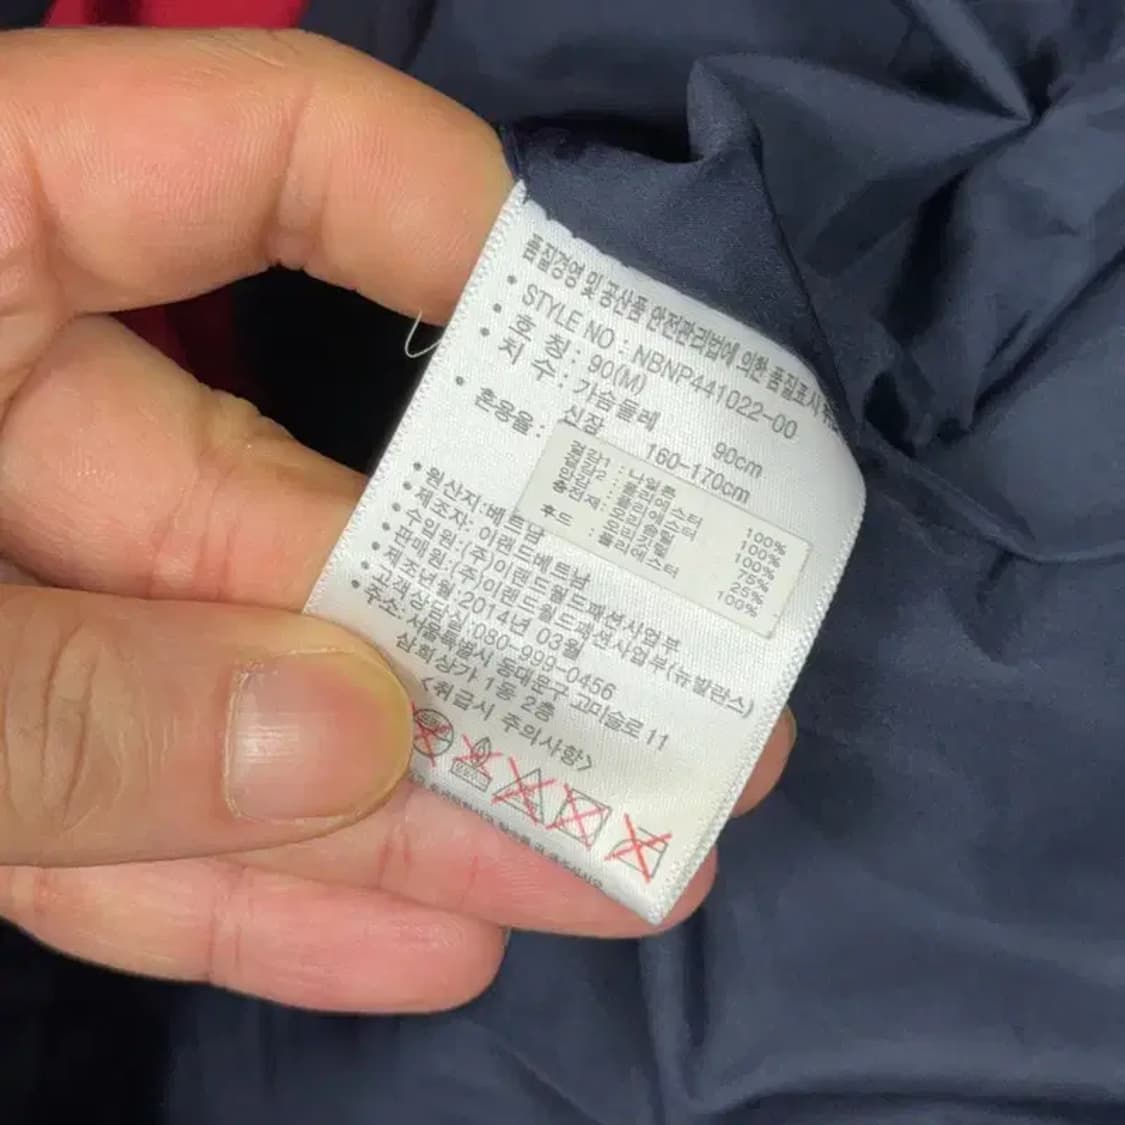 품질경영 및 공산품 안전관리법에 의한 품질표시
• STYLE NO : NBNP441022-00
• 호 칭 : 90(M)
• 치 수 : 가슴둘레 90cm
신장 160-170cm
• 혼용율 :
겉감1 : 나일론 100%
겉감2 : 폴리에스터 100%
안감 : 폴리에스터 100%
충전재 : 75%
25%
후드 : 폴리에스터 100%
• 원산지:베트남
• 제조자: 이랜드베트남
• 수입원:(주)이랜드월드패션사업부
• 판매원:(주)이랜드월드패션사업부(뉴발란스)
• 제조년월:2014년 03월
• 고객상담실:080-999-0456
• 주소: 서울특별시 동대문구 고미술로 11
삼희상가 1동 2층
<취급시 주의사항>